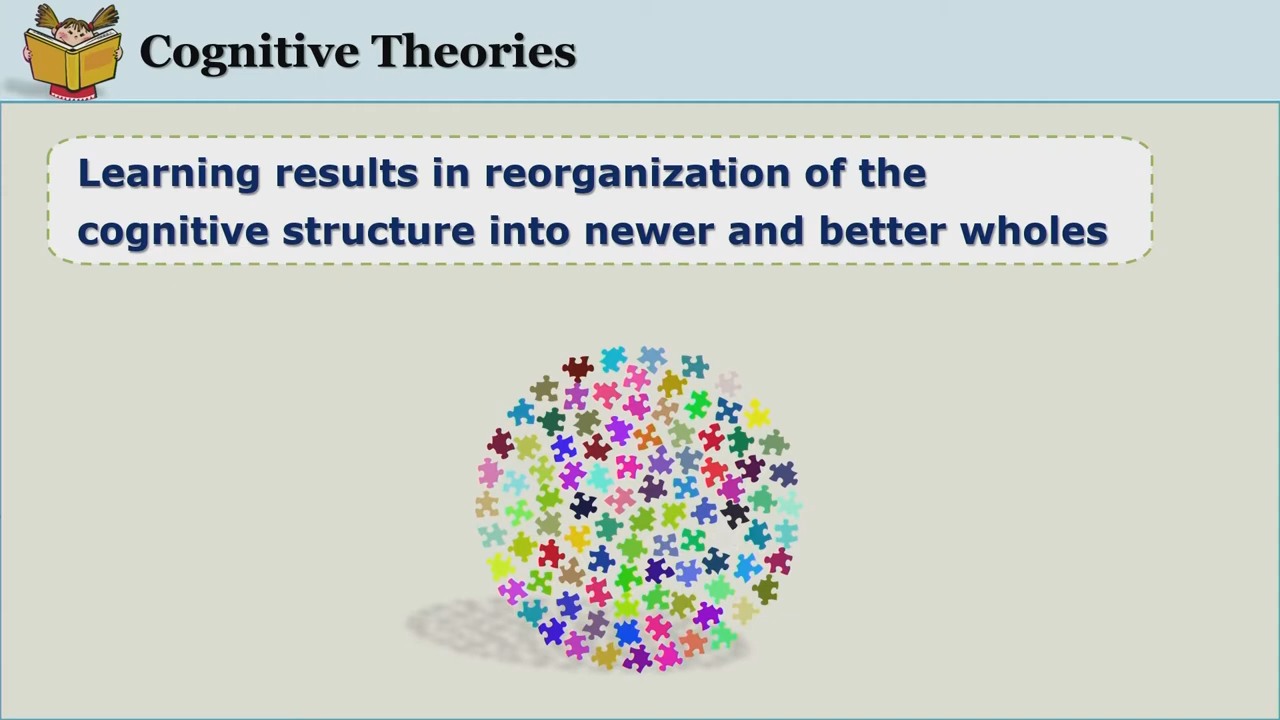 Cognitive Theories
Learning results in reorganization of the
cognitive structure into newer and better wholes